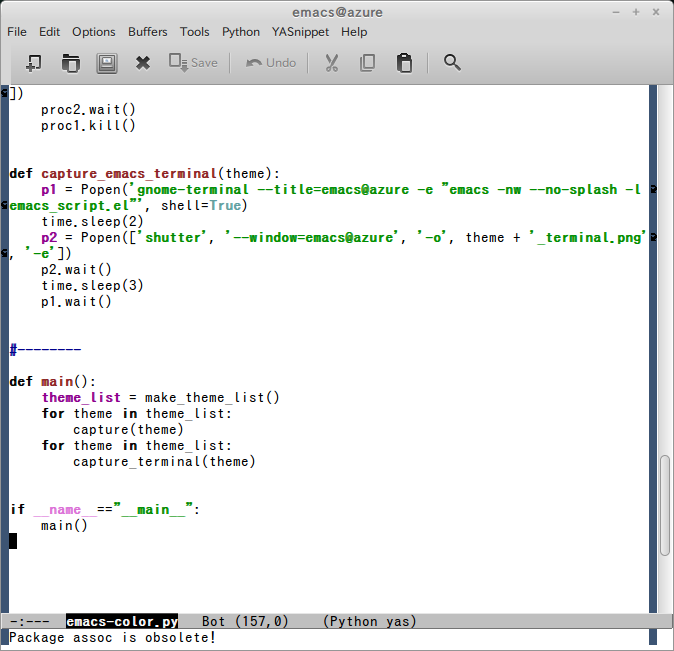 emacs@azure
File Edit Options Buffers Tools Python YASnippet Help
Save Undo
])
    proc2.wait()
    proc1.kill()
def capture_emacs_terminal(theme):
    p1 = Popen('gnome-terminal --title=emacs@azure -e "emacs -nw --no-splash -l
emacs_script.el"', shell=True)
    time.sleep(2)
    p2 = Popen(['shutter', '--window=emacs@azure', '-o', theme + '_terminal.png'
, '-e'])
    p2.wait()
    time.sleep(3)
    p1.wait()
#--------
def main():
    theme_list = make_theme_list()
    for theme in theme_list:
        capture(theme)
    for theme in theme_list:
        capture_terminal(theme)
if __name__=="__main__":
    main()
-:--- emacs-color.py Bot (157,0) (Python yas)
Package assoc is obsolete!